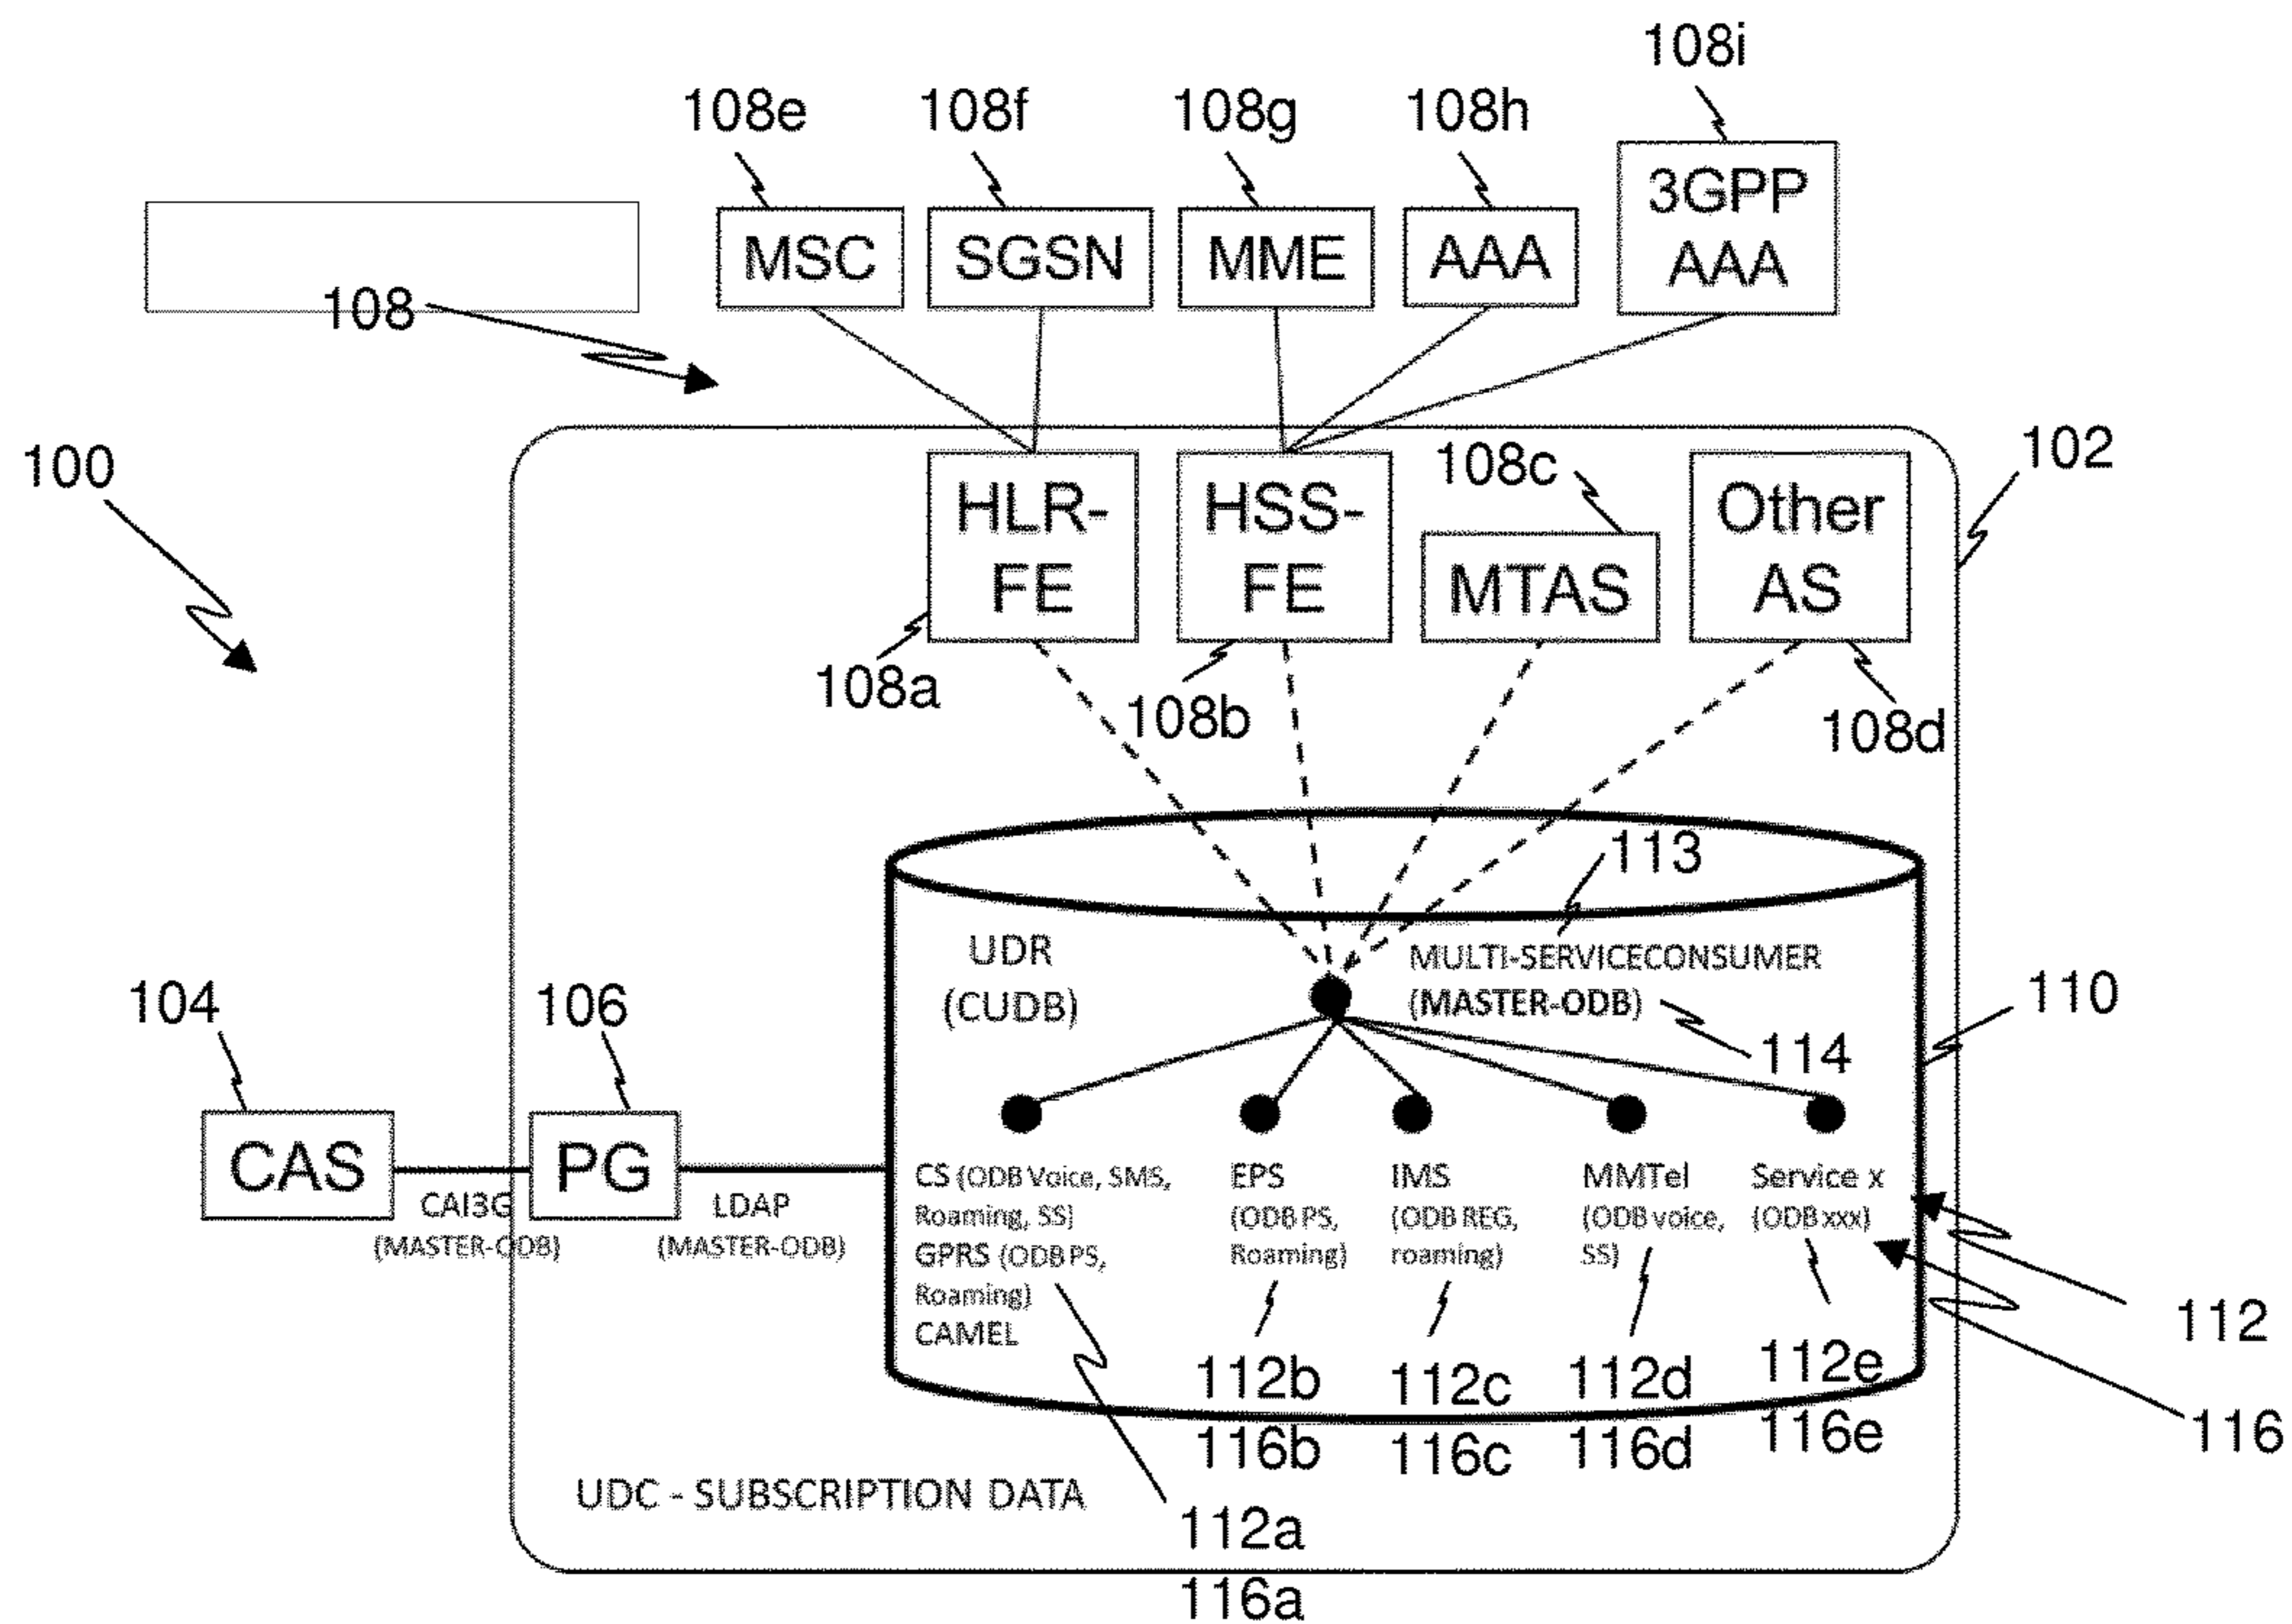 108i
108e
108f
108g
108h
3GPP
AAA
MSC
SGSN
MME
AAA
108
100
102
HLR-
FE
HSS-
FE
108c
MTAS
Other
AS
108a
108b
108d
113
UDR
(CUDB)
MULTI-SERVICECONSUMER
(MASTER-ODB)
110
114
104
106
CAS
CAI3G
(MASTER-ODB)
PG
LDAP
(MASTER-ODB)
CS (ODB Voice, SMS,
Roaming, SS)
GPRS (ODB PS,
Roaming)
CAMEL
EPS
(ODB PS,
Roaming)
IMS
(ODB REG,
roaming)
MMTel
(ODB voice,
SS)
Service x
(ODB xxx)
112
116
112b
116b
112c
116c
112d
116d
112e
116e
UDC - SUBSCRIPTION DATA
112a
116a